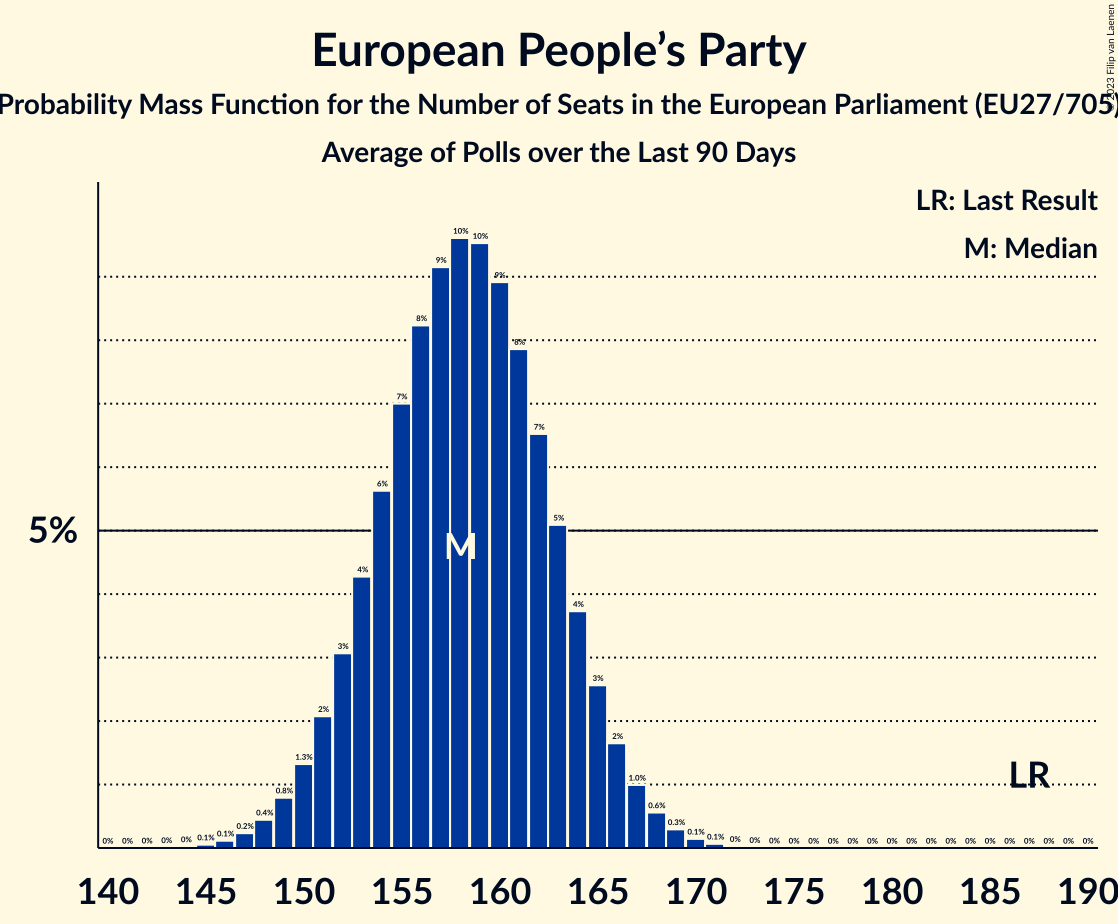 European People’s Party
Probability Mass Function for the Number of Seats in the European Parliament (EU27/705)
Average of Polls over the Last 90 Days
© 2023 Filip van Laenen
LR: Last Result
M: Median
5%
0% 0% 0% 0% 0% 0.1% 0.1% 0.2% 0.4% 0.8% 1.3% 2% 3% 4% 6% 7% 8% 9% 10% 10% 9% 8% 7% 5% 4% 3% 2% 1.0% 0.6% 0.3% 0.1% 0.1% 0% 0% 0% 0% 0% 0% 0% 0% 0% 0% 0% 0% 0% 0% 0% 0% 0% 0% 0%
M
LR
140 145 150 155 160 165 170 175 180 185 190